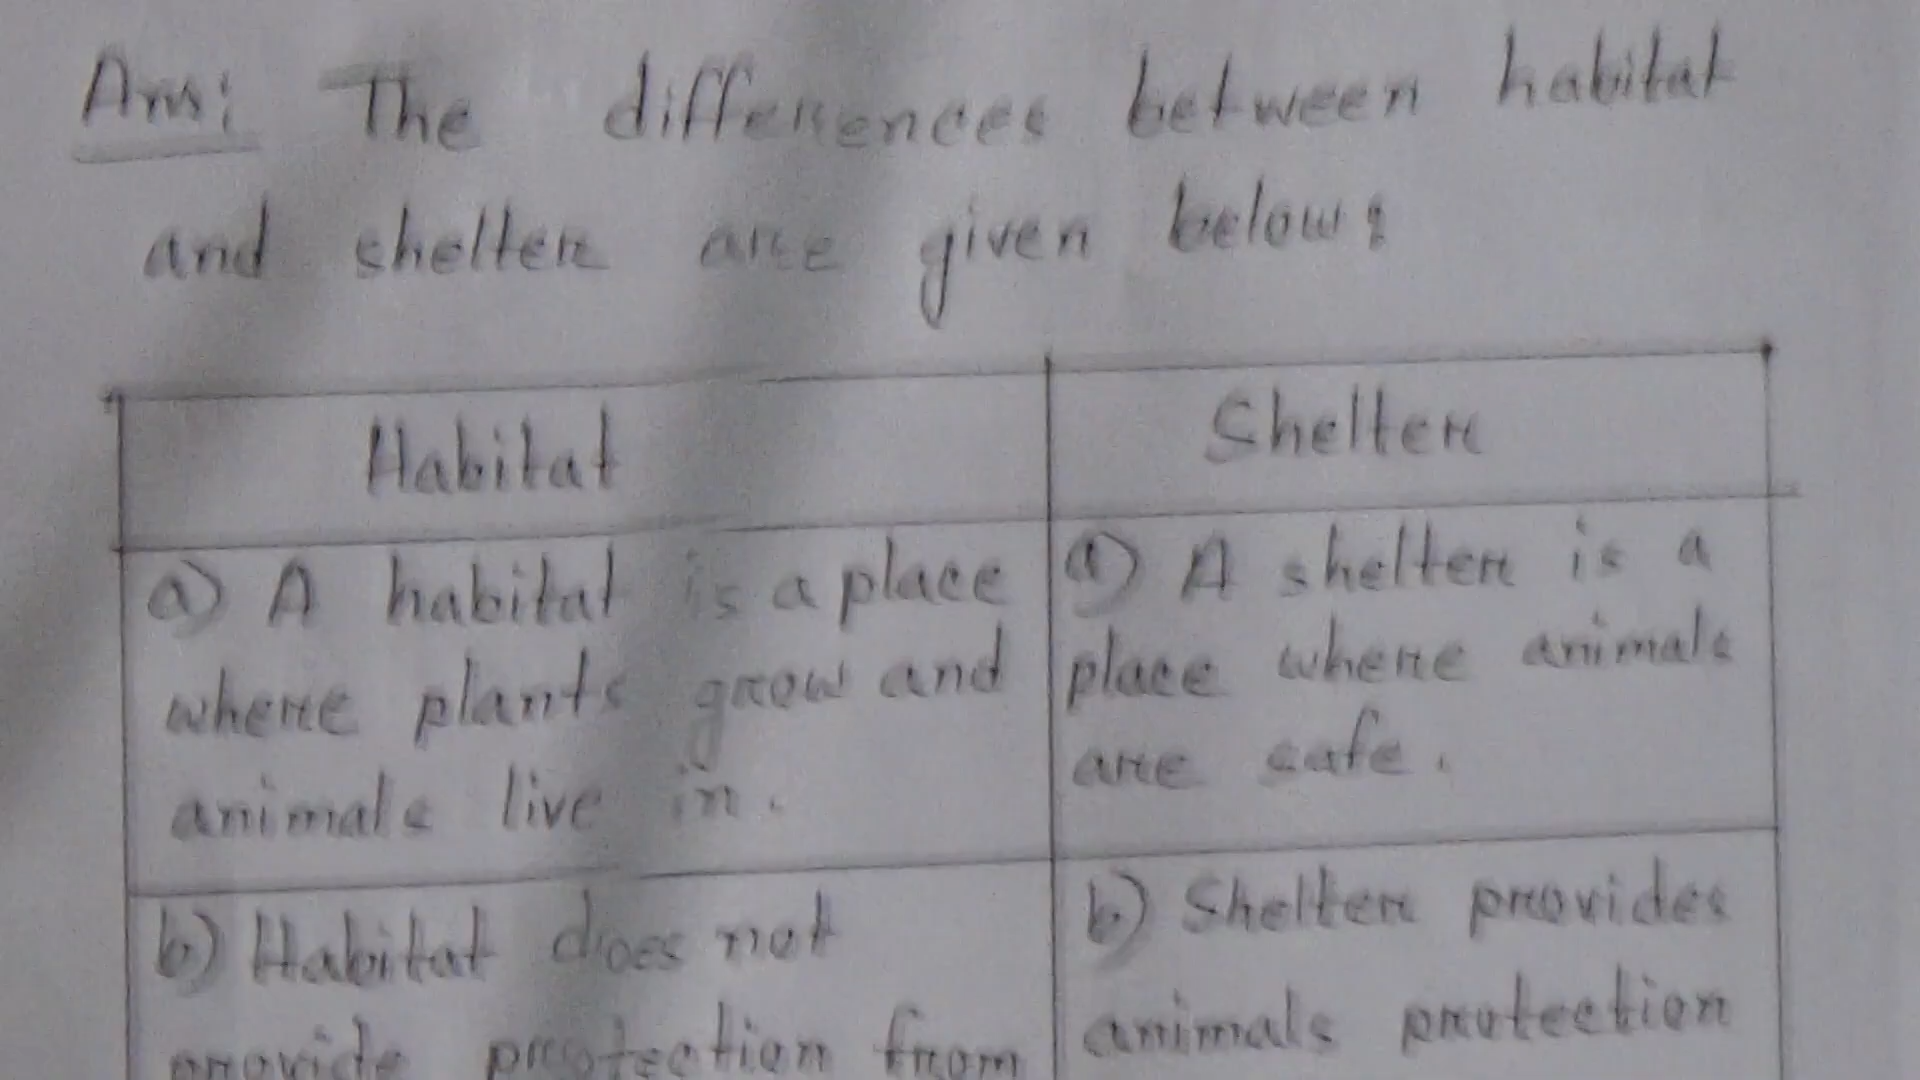 Ans: The differences between habitat
and shelter are given below:
Habitat
Shelter
a) A habitat is a place
where plants grow and
animals live in.
a) A shelter is a
place where animals
are safe.
b) Habitat does not
provide protection from
b) Shelter provides
animals protection